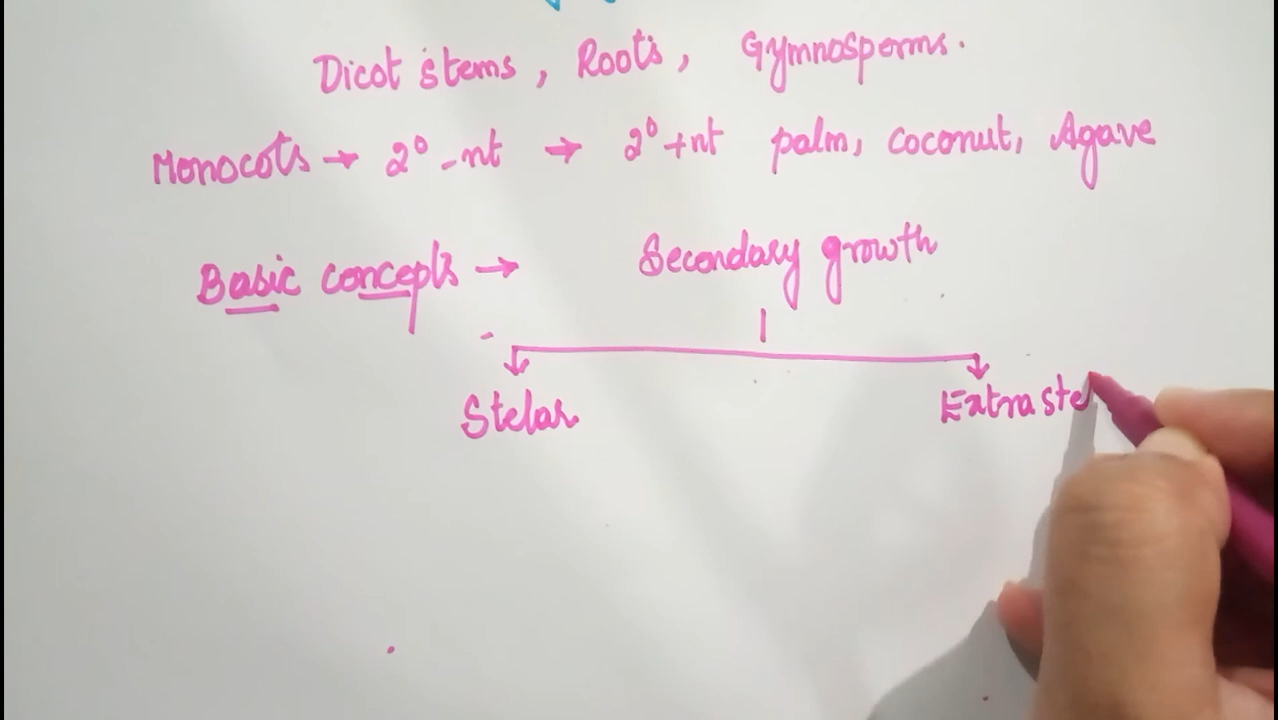 Dicot stems, Roots, Gymnosperms.
Monocots → 2° -nt → 2° +nt palm, coconut, Agave
Basic concepts → Secondary growth
Stelar Extraste